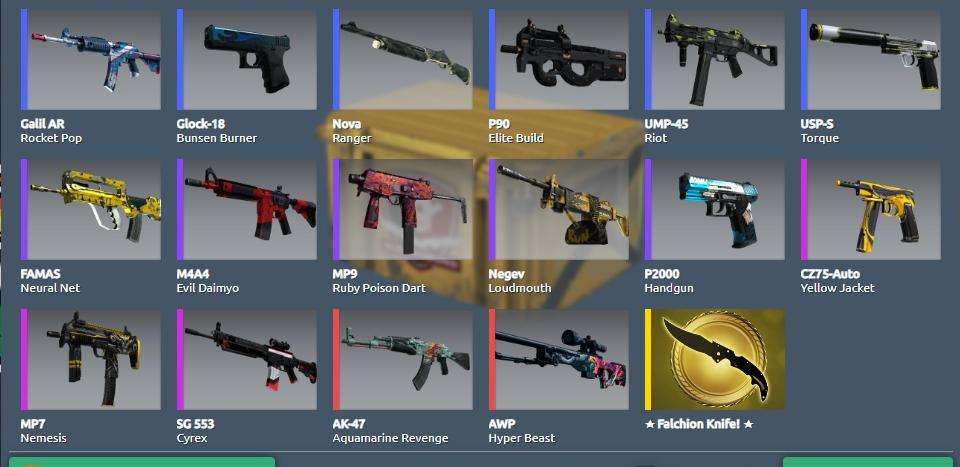 Galil AR
Rocket Pop
Glock-18
Bunsen Burner
Nova
Ranger
P90
Elite Build
UMP-45
Riot
USP-S
Torque
FAMAS
Neural Net
M4A4
Evil Daimyo
MP9
Ruby Poison Dart
Negev
Loudmouth
P2000
Handgun
CZ75-Auto
Yellow Jacket
MP7
Nemesis
SG 553
Cyrex
AK-47
Aquamarine Revenge
AWP
Hyper Beast
★ Falchion Knife! ★